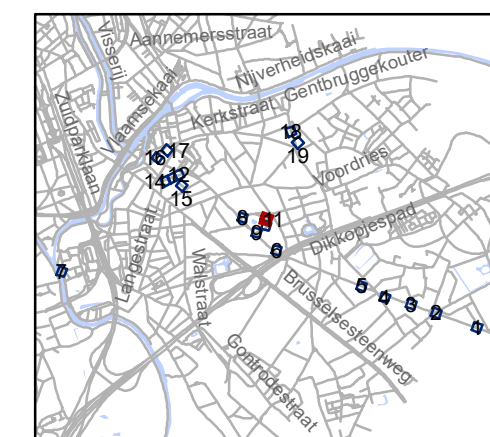 Visserij
Aannemersstraat
Nijverheidskaai
Gentbruggekouter
Zuidparklaan
Vlaamsekaai
Kerkstraat
18
16
17
19
Voordries
14
12
15
8
11
9
Dikkopjespad
6
Langestraat
7
Walstraat
Brusselsesteenweg
5
4
3
2
1
Gontrodestraat